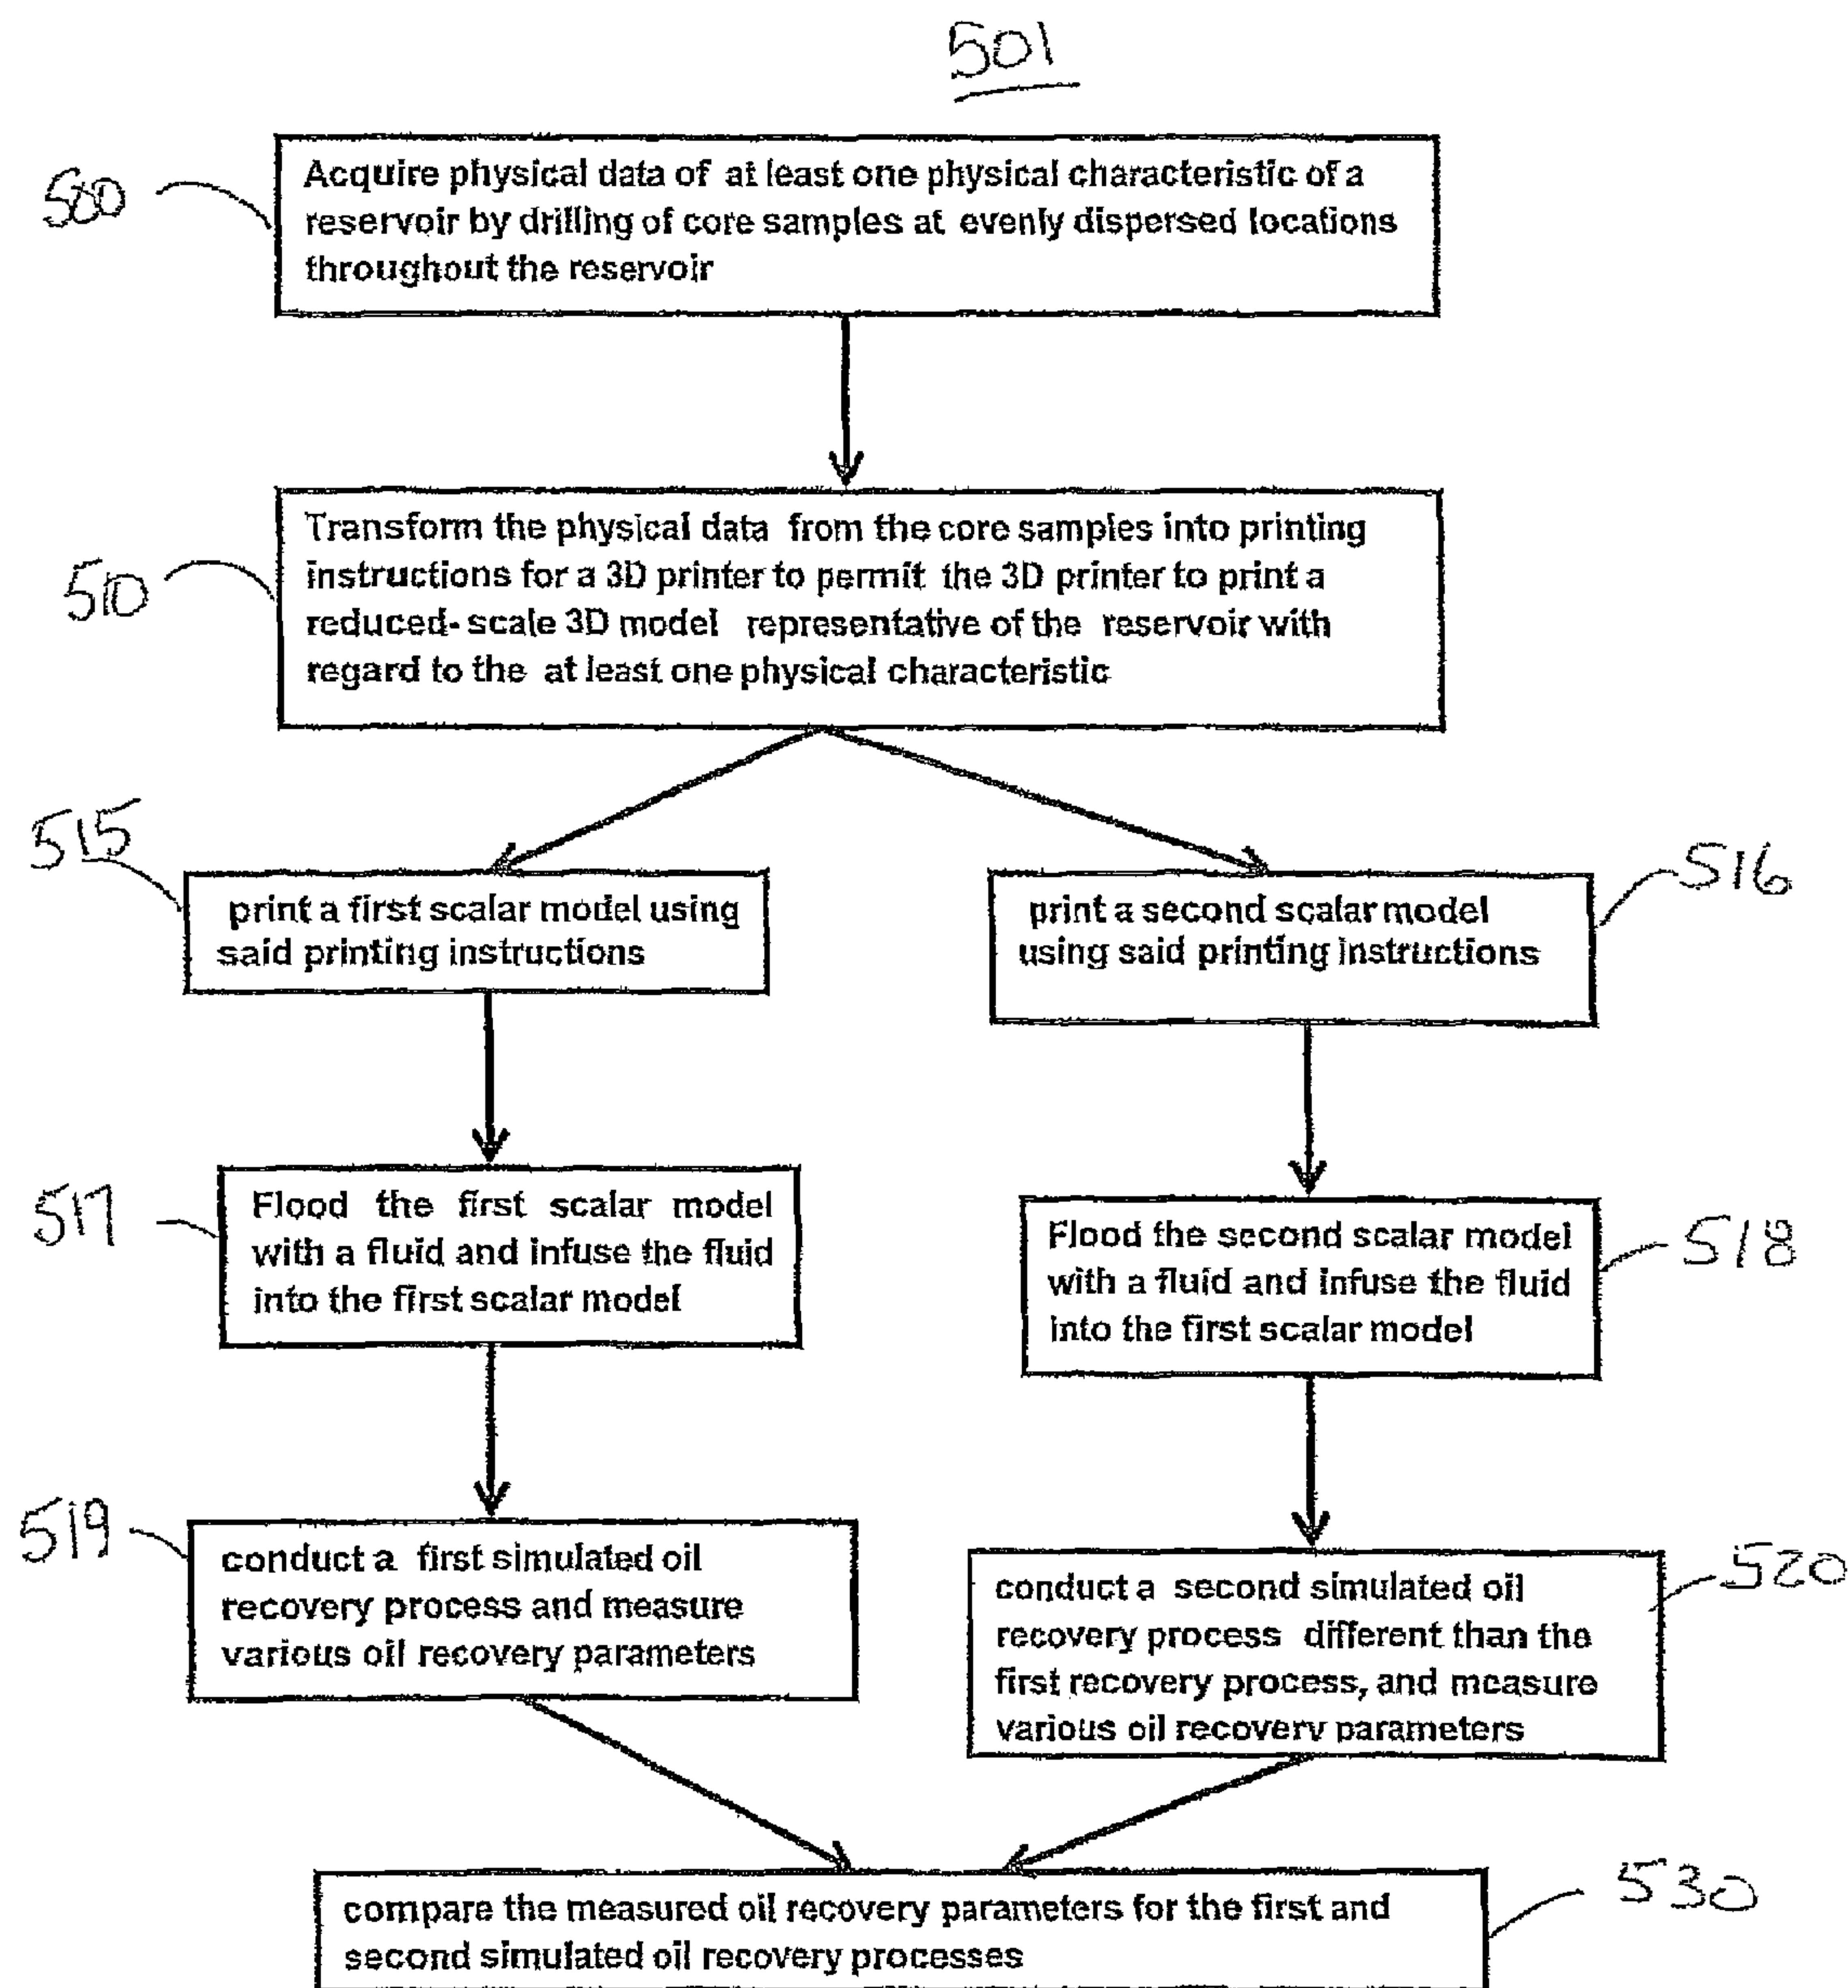 501
500
Acquire physical data of at least one physical characteristic of a
reservoir by drilling of core samples at evenly dispersed locations
throughout the reservoir
510
Transform the physical data from the core samples into printing
instructions for a 3D printer to permit the 3D printer to print a
reduced- scale 3D model representative of the reservoir with
regard to the at least one physical characteristic
515
print a first scalar model using
said printing instructions
516
print a second scalar model
using said printing instructions
517
Flood the first scalar model
with a fluid and infuse the fluid
into the first scalar model
518
Flood the second scalar model
with a fluid and infuse the fluid
into the first scalar model
519
conduct a first simulated oil
recovery process and measure
various oil recovery parameters
520
conduct a second simulated oil
recovery process different than the
first recovery process, and measure
various oil recovery parameters
530
compare the measured oil recovery parameters for the first and
second simulated oil recovery processes